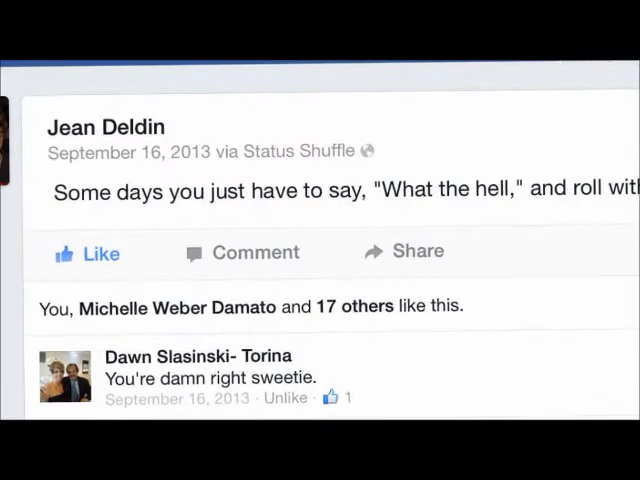 Jean Deldin
September 16, 2013 via Status Shuffle
Some days you just have to say, "What the hell," and roll with
Like Comment Share
You, Michelle Weber Damato and 17 others like this.
Dawn Slasinski- Torina
You're damn right sweetie.
September 16, 2013 · Unlike · 1